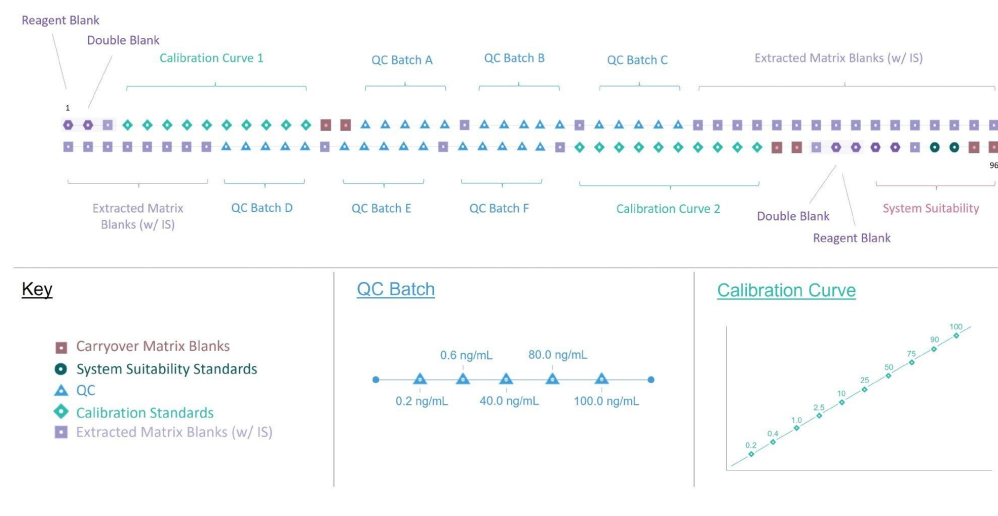 Reagent Blank
Double Blank
Calibration Curve 1
QC Batch A
QC Batch B
QC Batch C
Extracted Matrix Blanks (w/ IS)
1
96
Extracted Matrix
Blanks (w/ IS)
QC Batch D
QC Batch E
QC Batch F
Calibration Curve 2
Double Blank
Reagent Blank
System Suitability
Key
Carryover Matrix Blanks
System Suitability Standards
QC
Calibration Standards
Extracted Matrix Blanks (w/ IS)
QC Batch
0.6 ng/mL
80.0 ng/mL
0.2 ng/mL
40.0 ng/mL
100.0 ng/mL
Calibration Curve
100
90
75
50
25
10
2.5
1.0
0.4
0.2